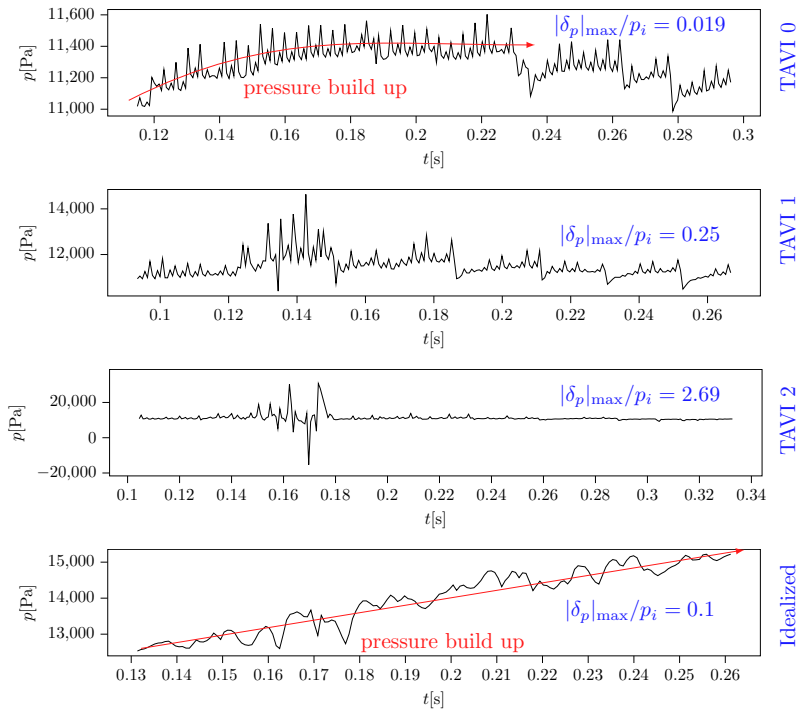 11,600
11,400
11,200
11,000
p[Pa]
|δp|max/pi = 0.019
pressure build up
TAVI 0
0.12 0.14 0.16 0.18 0.2 0.22 0.24 0.26 0.28 0.3
t[s]
14,000
12,000
p[Pa]
|δp|max/pi = 0.25
TAVI 1
0.1 0.12 0.14 0.16 0.18 0.2 0.22 0.24 0.26
t[s]
20,000
0
−20,000
p[Pa]
|δp|max/pi = 2.69
TAVI 2
0.1 0.12 0.14 0.16 0.18 0.2 0.22 0.24 0.26 0.28 0.3 0.32 0.34
t[s]
15,000
14,000
13,000
p[Pa]
|δp|max/pi = 0.1
pressure build up
Idealized
0.13 0.14 0.15 0.16 0.17 0.18 0.19 0.2 0.21 0.22 0.23 0.24 0.25 0.26
t[s]